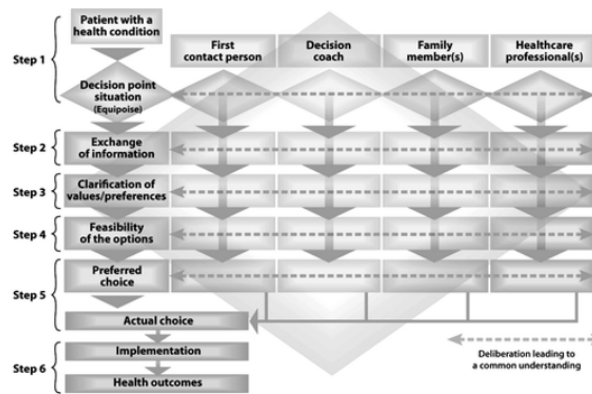 Patient with a
health condition
Step 1
First
contact person
Decision
coach
Family
member(s)
Healthcare
professional(s)
Decision point
situation
(Equipoise)
Step 2
Exchange
of information
Step 3
Clarification of
values/preferences
Step 4
Feasibility
of the options
Step 5
Preferred
choice
Actual choice
Step 6
Implementation
Health outcomes
Deliberation leading to
a common understanding